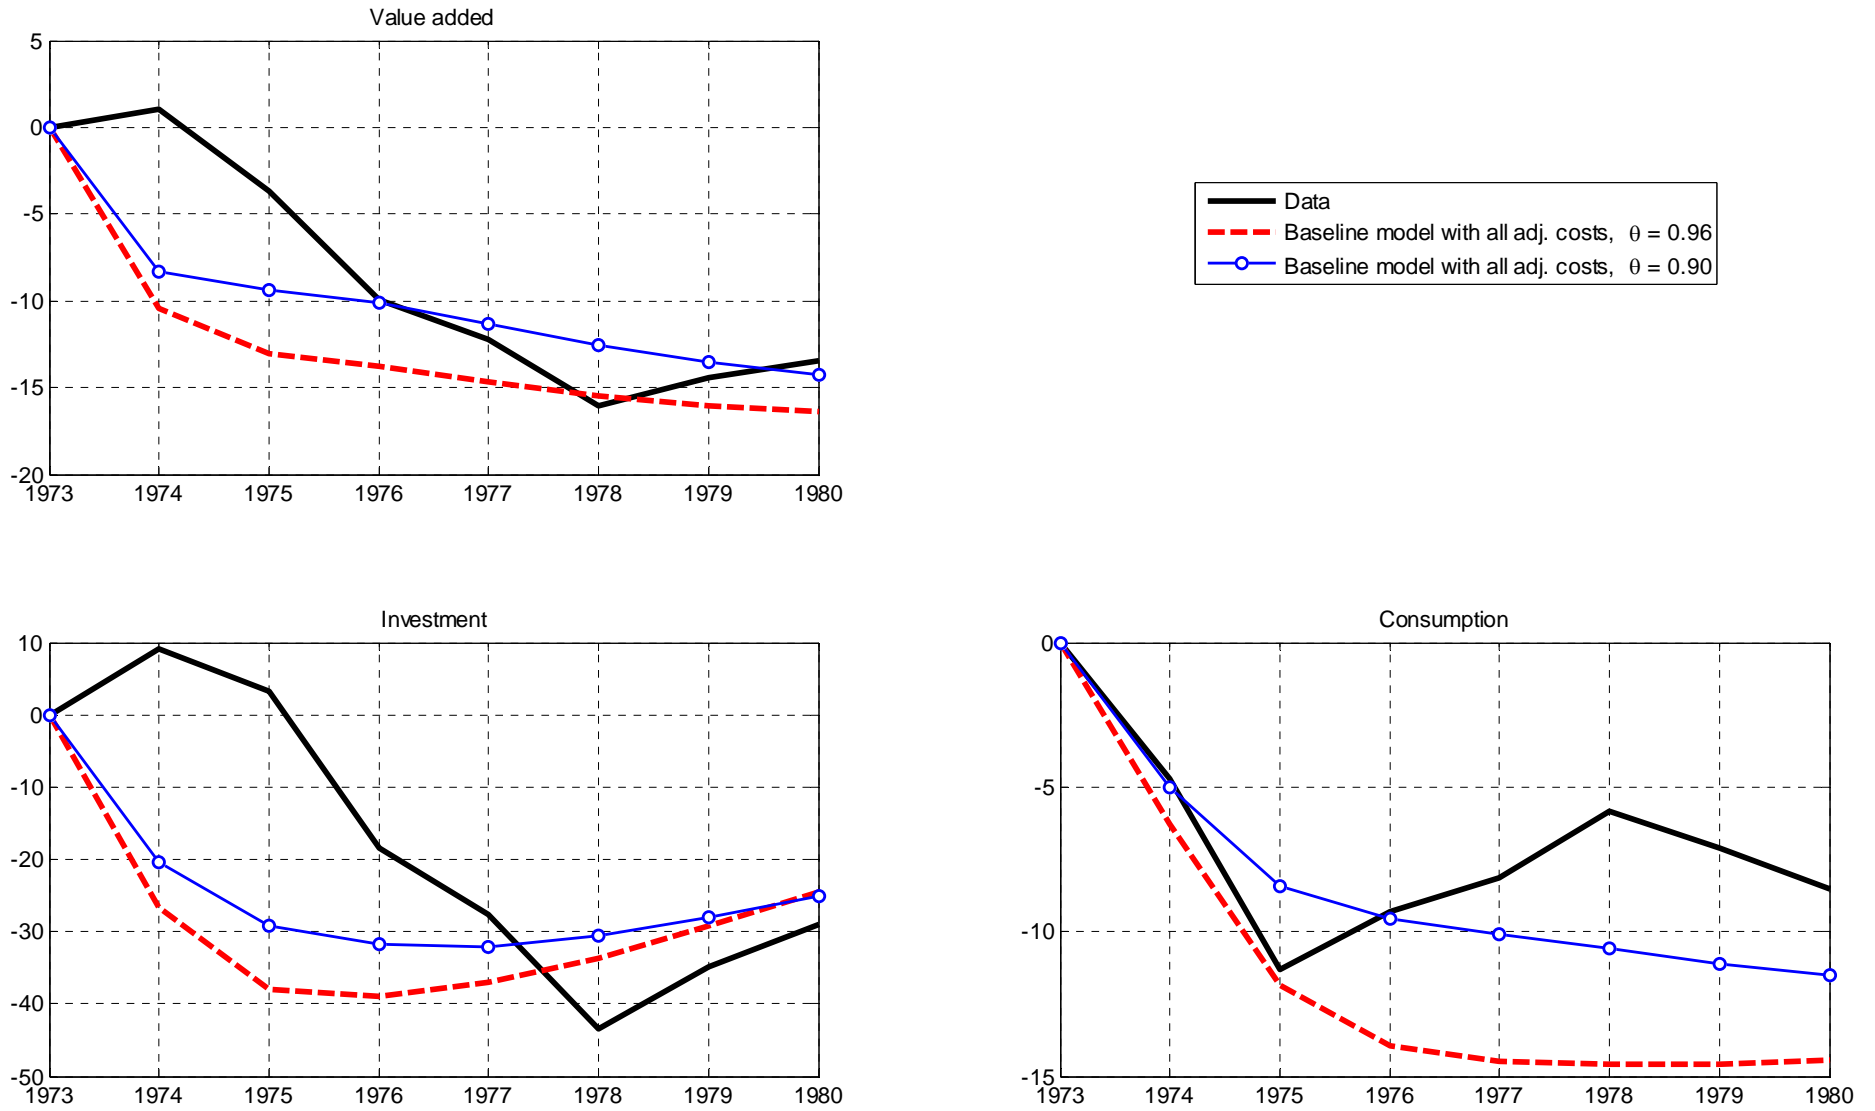 Value added
5
0
-5
-10
-15
-20
1973 1974 1975 1976 1977 1978 1979 1980
Data
Baseline model with all adj. costs, θ = 0.96
Baseline model with all adj. costs, θ = 0.90
Investment
10
0
-10
-20
-30
-40
-50
1973 1974 1975 1976 1977 1978 1979 1980
Consumption
0
-5
-10
-15
1973 1974 1975 1976 1977 1978 1979 1980